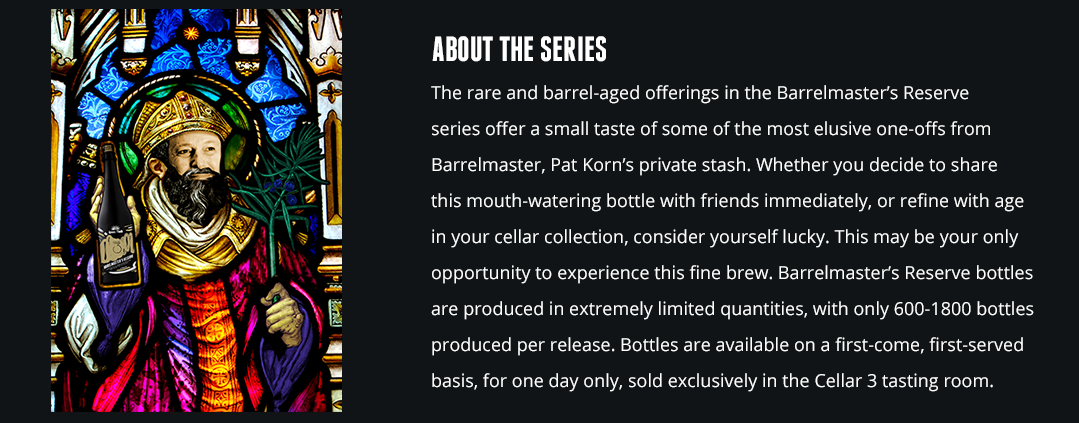 ABOUT THE SERIES
The rare and barrel-aged offerings in the Barrelmaster’s Reserve
series offer a small taste of some of the most elusive one-offs from
Barrelmaster, Pat Korn’s private stash. Whether you decide to share
this mouth-watering bottle with friends immediately, or refine with age
in your cellar collection, consider yourself lucky. This may be your only
opportunity to experience this fine brew. Barrelmaster’s Reserve bottles
are produced in extremely limited quantities, with only 600-1800 bottles
produced per release. Bottles are available on a first-come, first-served
basis, for one day only, sold exclusively in the Cellar 3 tasting room.